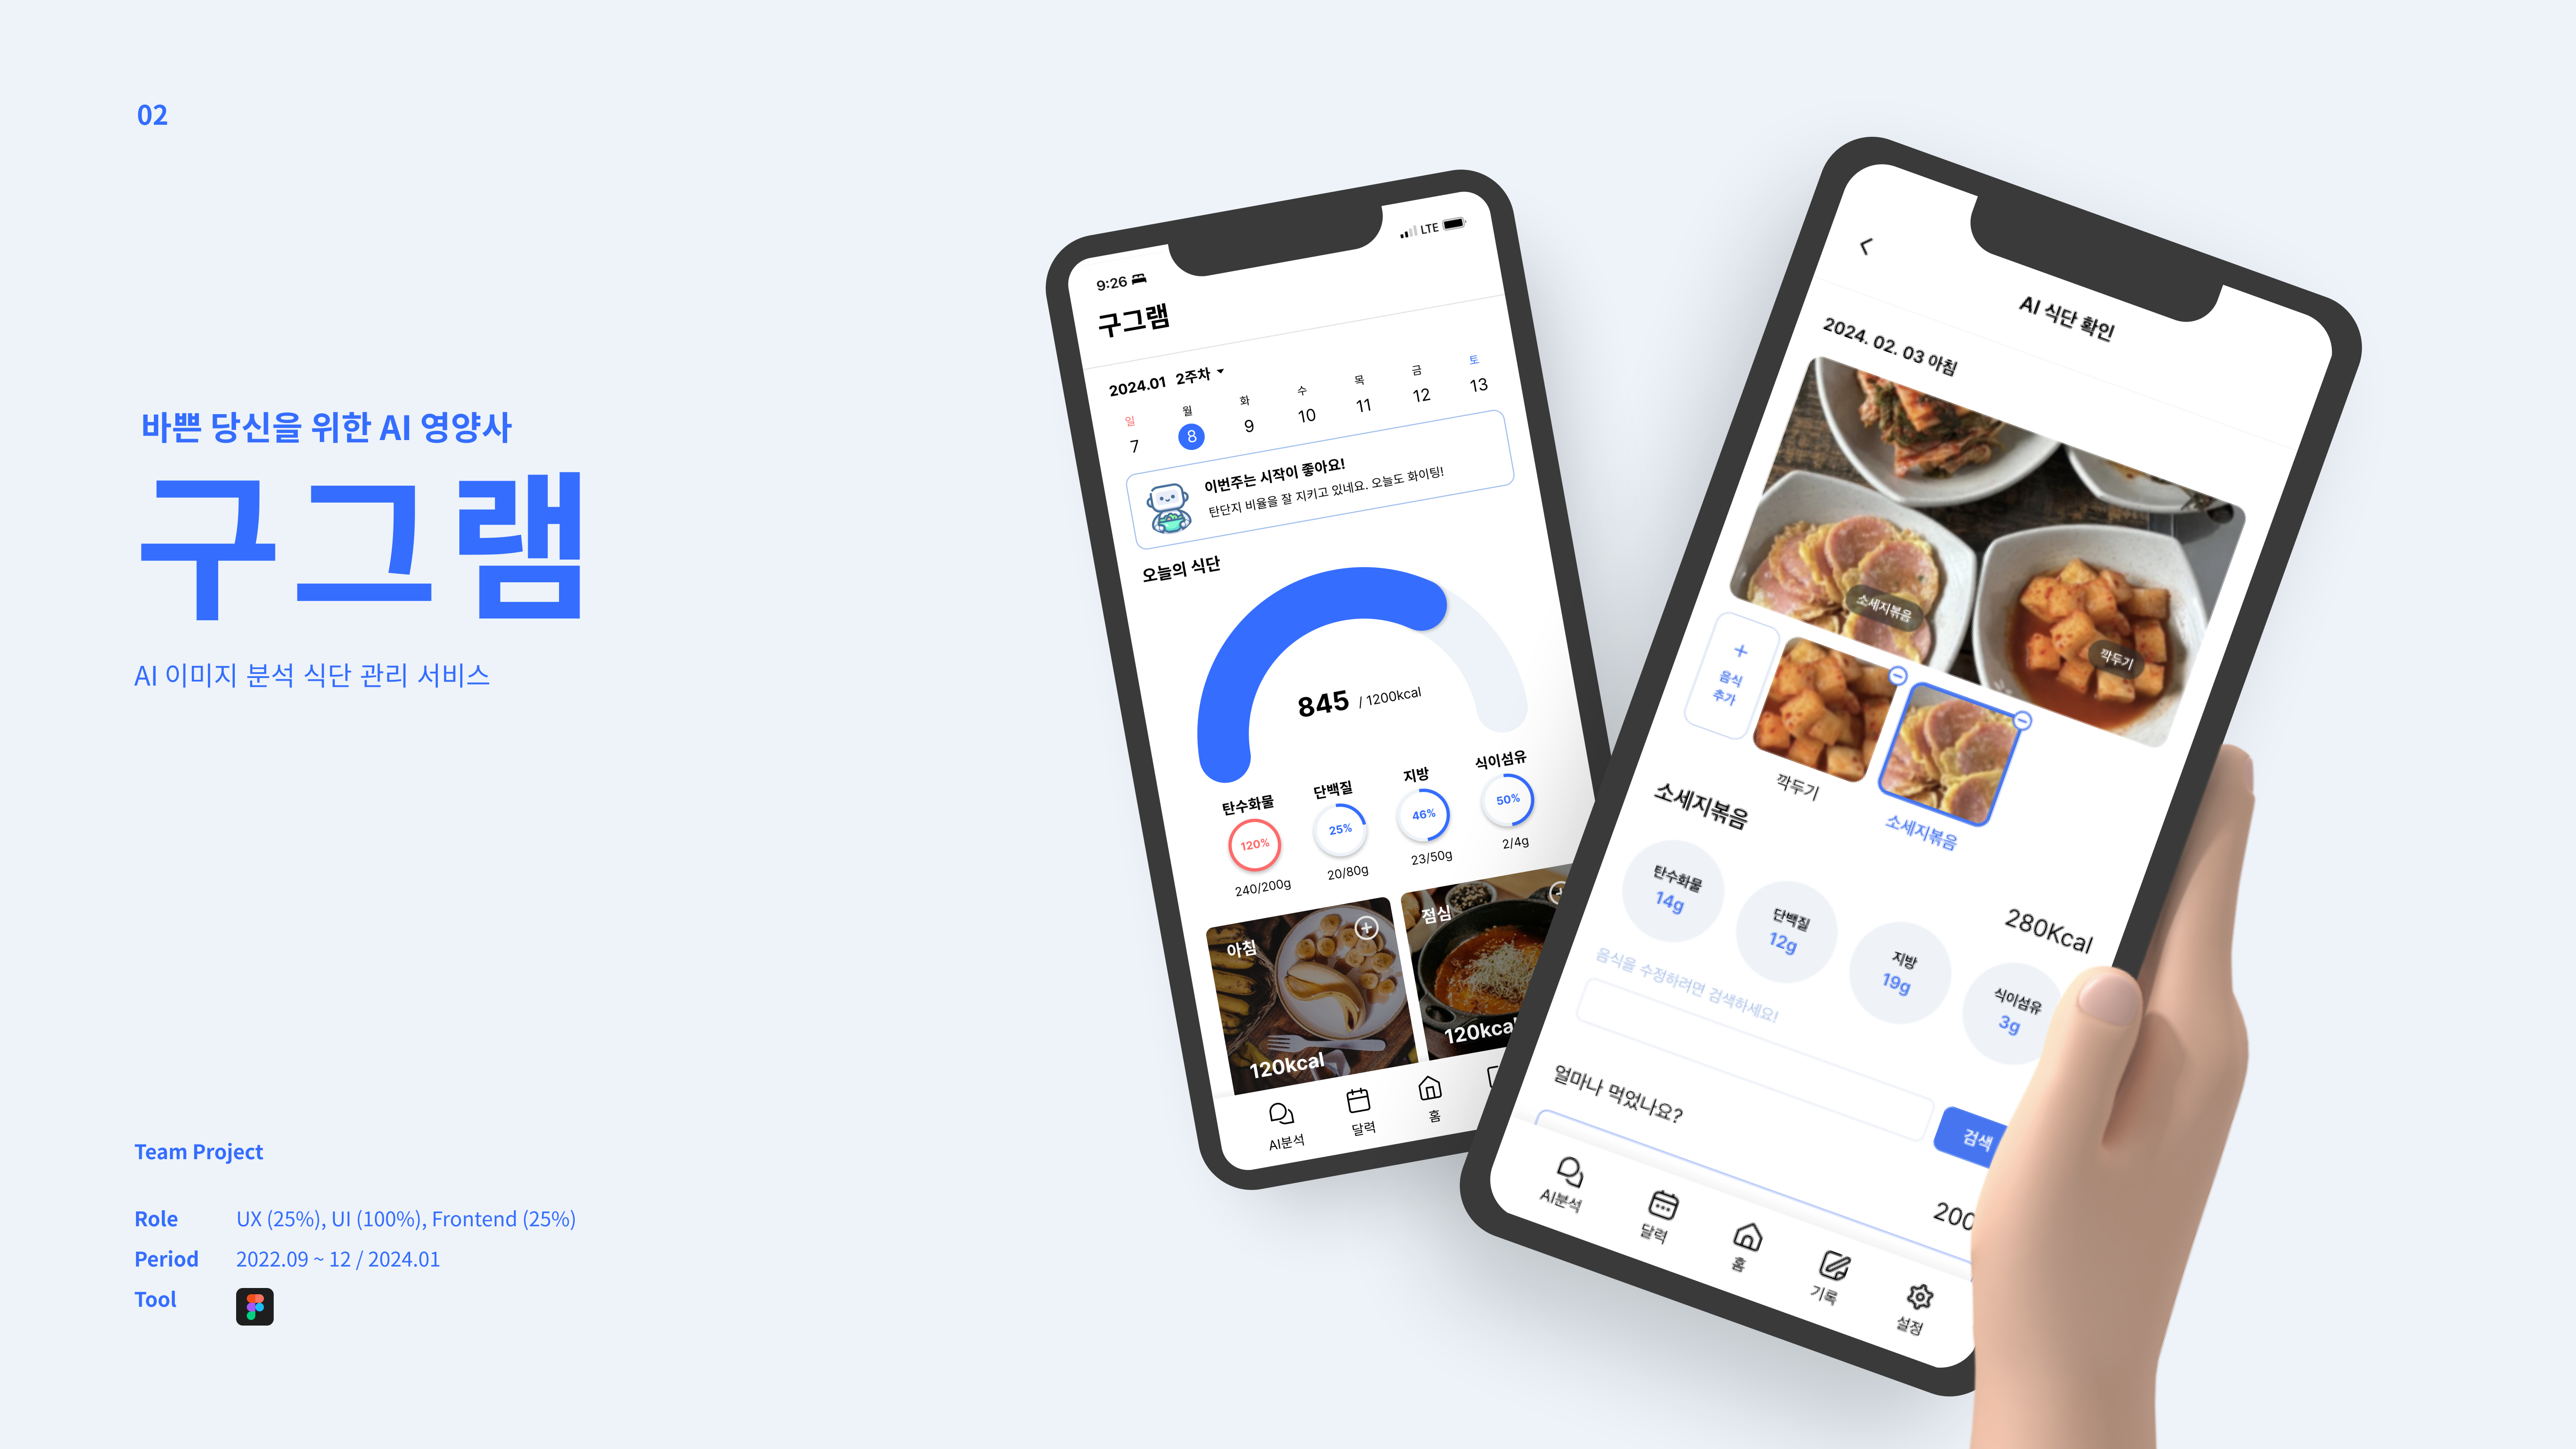 02
바쁜 당신을 위한 AI 영양사
구그램
AI 이미지 분석 식단 관리 서비스
Team Project
Role UX (25%), UI (100%), Frontend (25%)
Period 2022.09 ~ 12 / 2024.01
Tool
9:26 LTE
구그램
2024.01 2주차
일 월 화 수 목 금 토
7 8 9 10 11 12 13
이번주는 시작이 좋아요!
탄단지 비율을 잘 지키고 있네요. 오늘도 화이팅!
오늘의 식단
845 / 1200kcal
탄수화물 단백질 지방 식이섬유
120% 25% 46% 50%
240/200g 20/80g 23/50g 2/4g
아침 점심
120kcal 120kca
AI분석 달력 홈
AI 식단 확인
2024. 02. 03 아침
소세지볶음
깍두기
+
음식
추가
깍두기
소세지볶음
소세지볶음
280Kcal
탄수화물 단백질 지방 식이섬유
14g 12g 19g 3g
음식을 수정하려면 검색하세요!
검색
얼마나 먹었나요?
200
AI분석 달력 홈 기록 설정